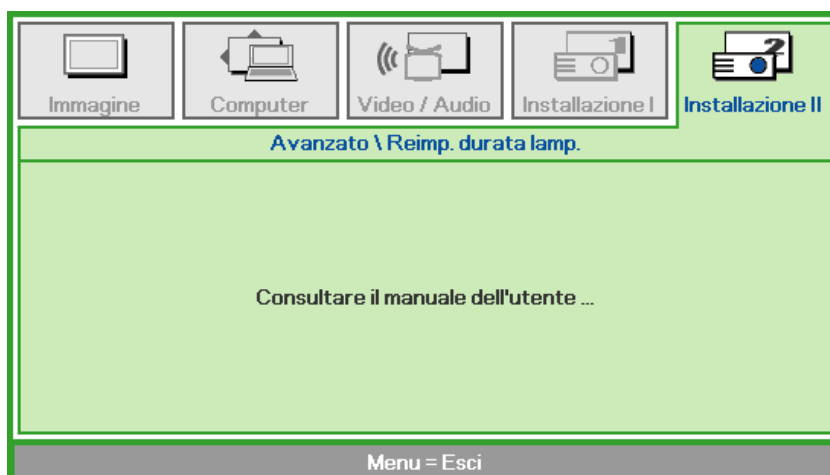 Immagine
Computer
Video / Audio
Installazione I
Installazione II
Avanzato \ Reimp. durata lamp.
Consultare il manuale dell'utente ...
Menu = Esci